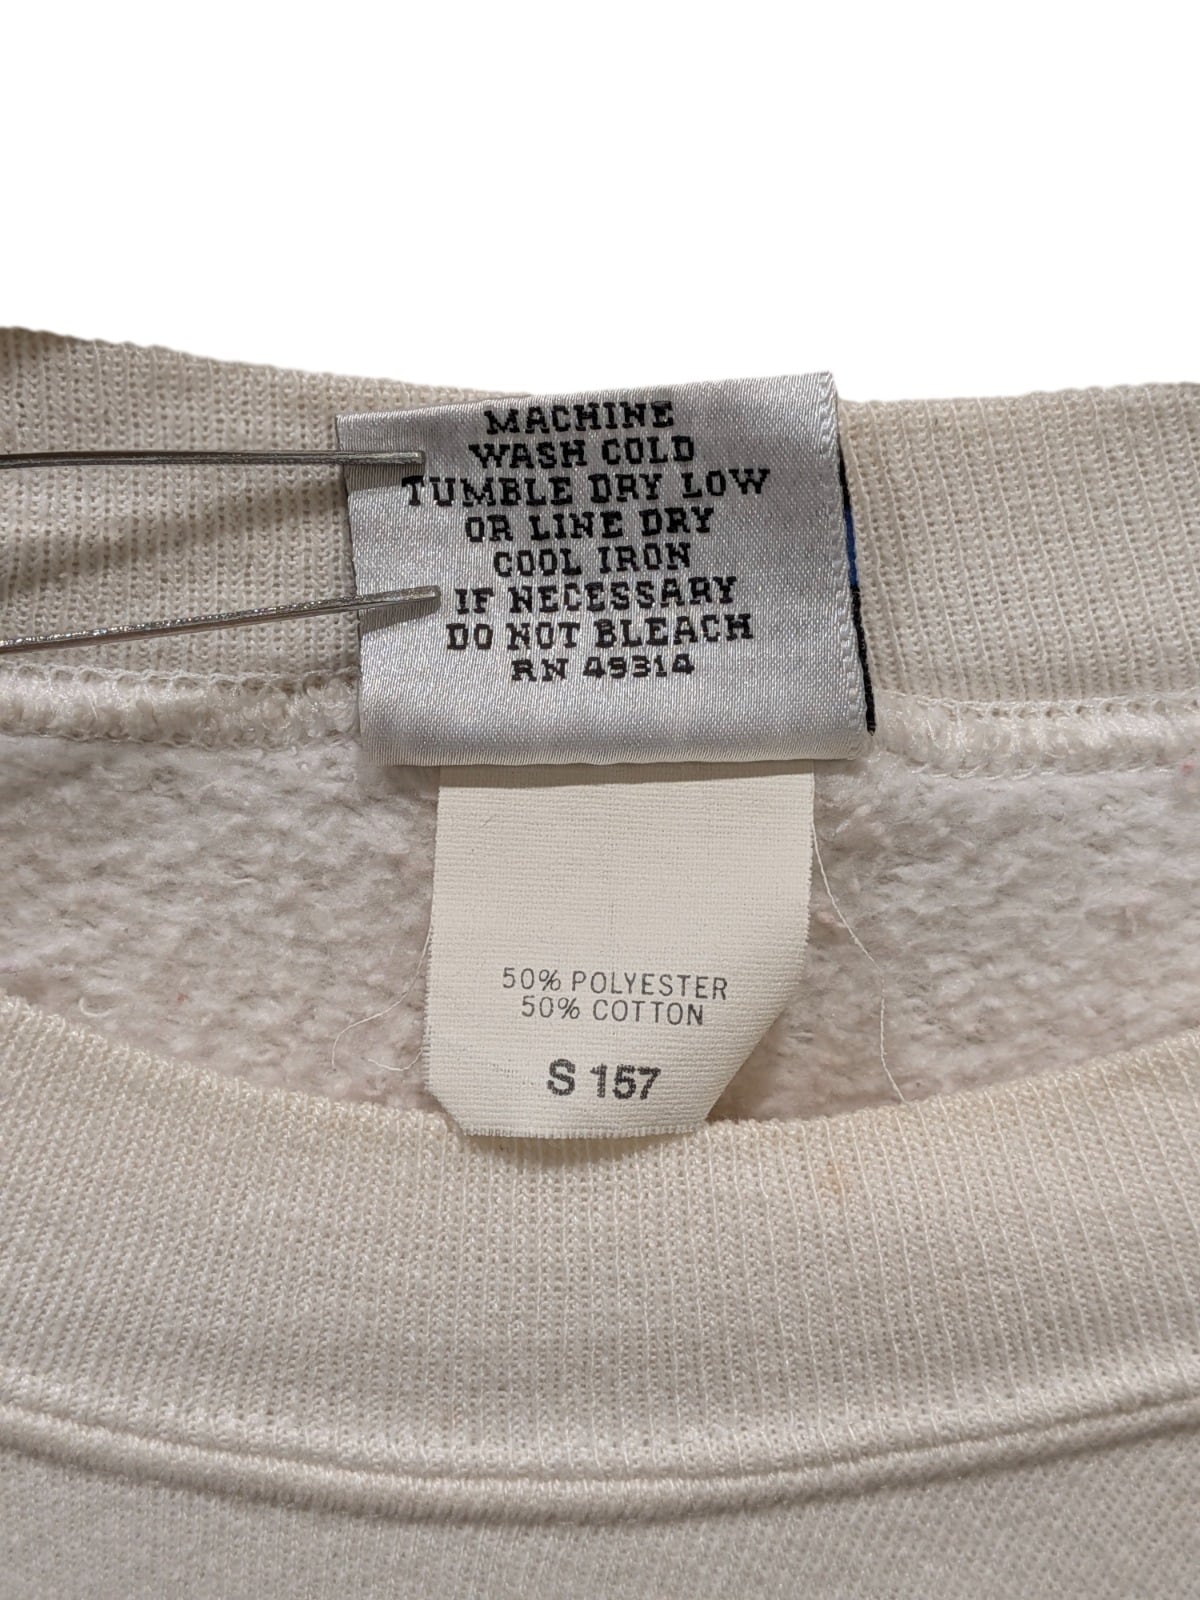 MACHINE
WASH COLD
TUMBLE DRY LOW
OR LINE DRY
COOL IRON
IF NECESSARY
DO NOT BLEACH
RN 49314
50% POLYESTER
50% COTTON
S 157